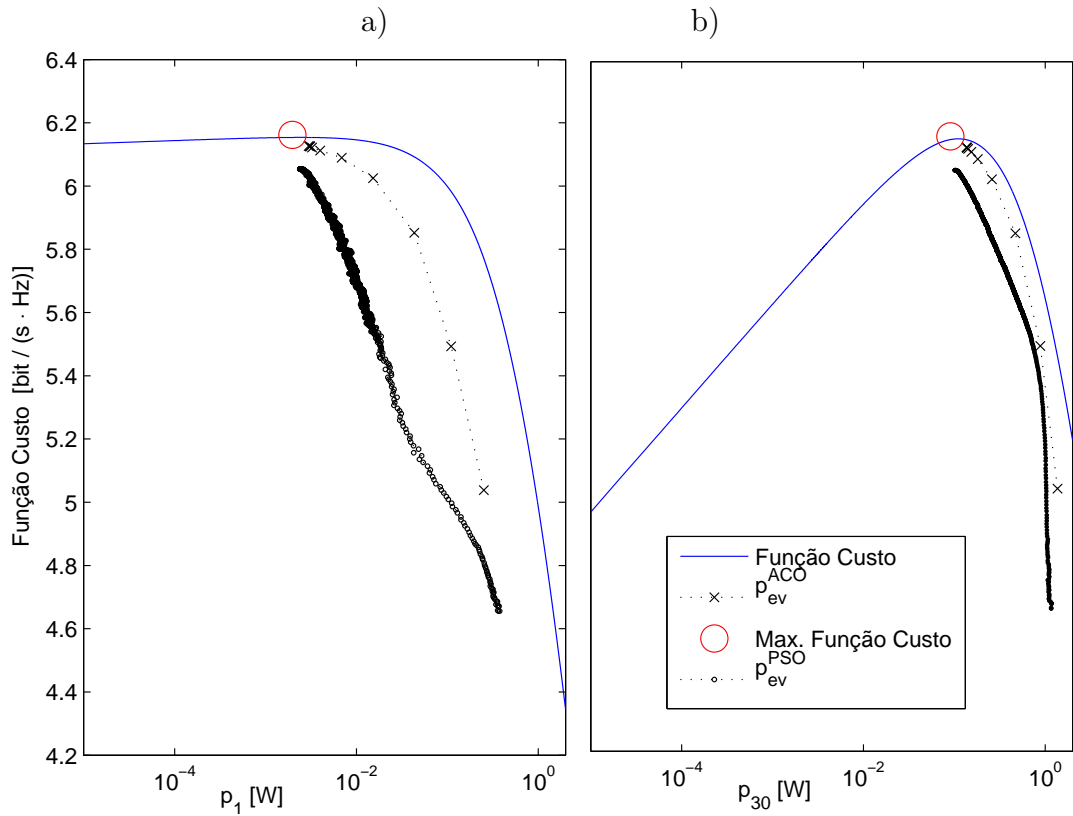 a)
b)
6.4
6.2
6
5.8
5.6
5.4
5.2
5
4.8
4.6
4.4
4.2
Função Custo [bit / (s · Hz)]
10^-4
10^-2
10^0
p_1 [W]
10^-4
10^-2
10^0
p_30 [W]
Função Custo
p_ev^ACO
Max. Função Custo
p_ev^PSO